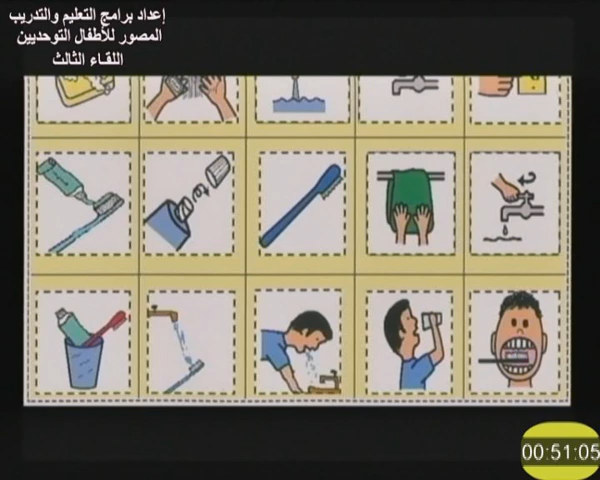 إعداد برامج التعليم والتدريب
المصور للأطفال التوحديين
اللقاء الثالث
00:51:05